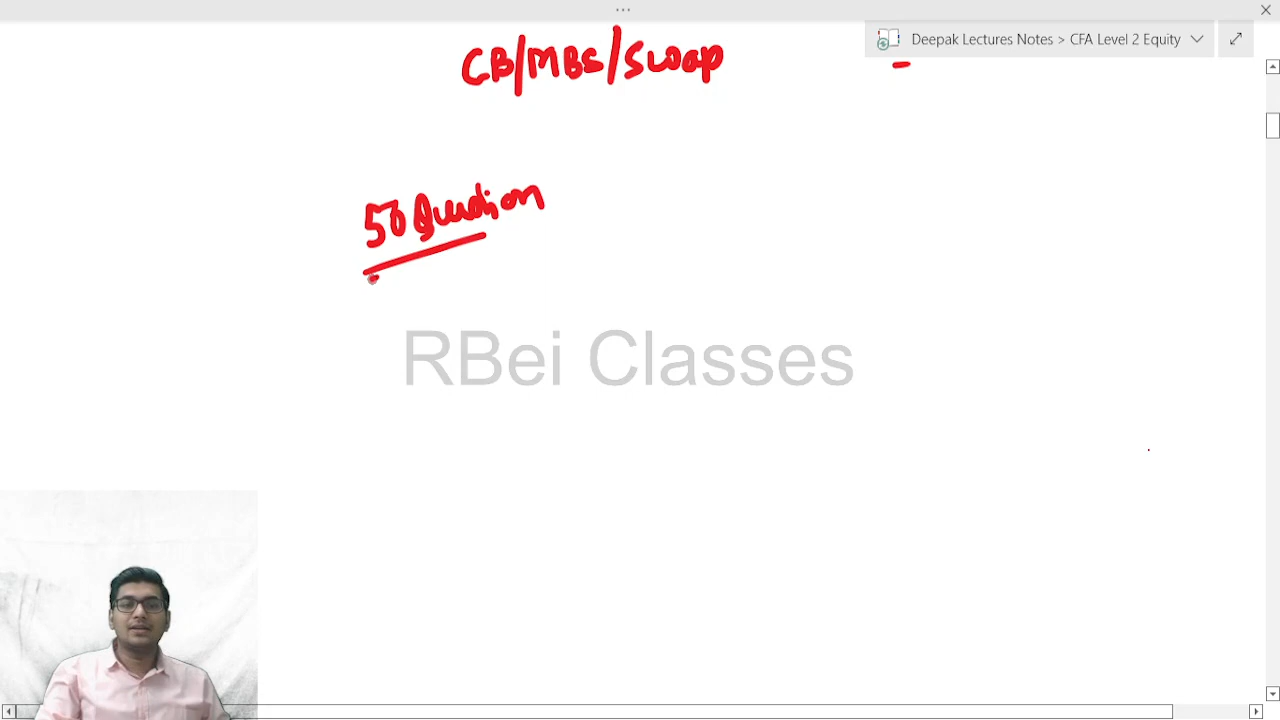 Deepak Lectures Notes > CFA Level 2 Equity
CB/MBS/Swap
50 Question
RBei Classes